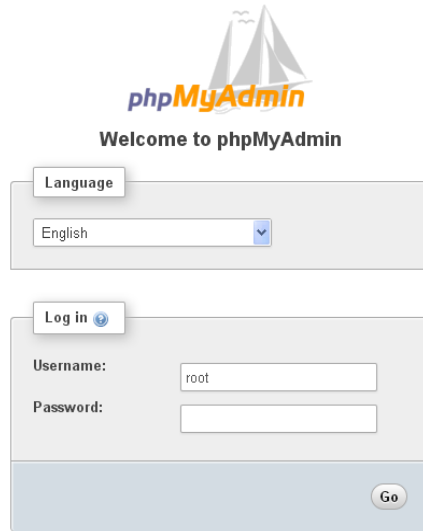 phpMyAdmin
Welcome to phpMyAdmin
Language
English
Log in
Username:
root
Password:
Go